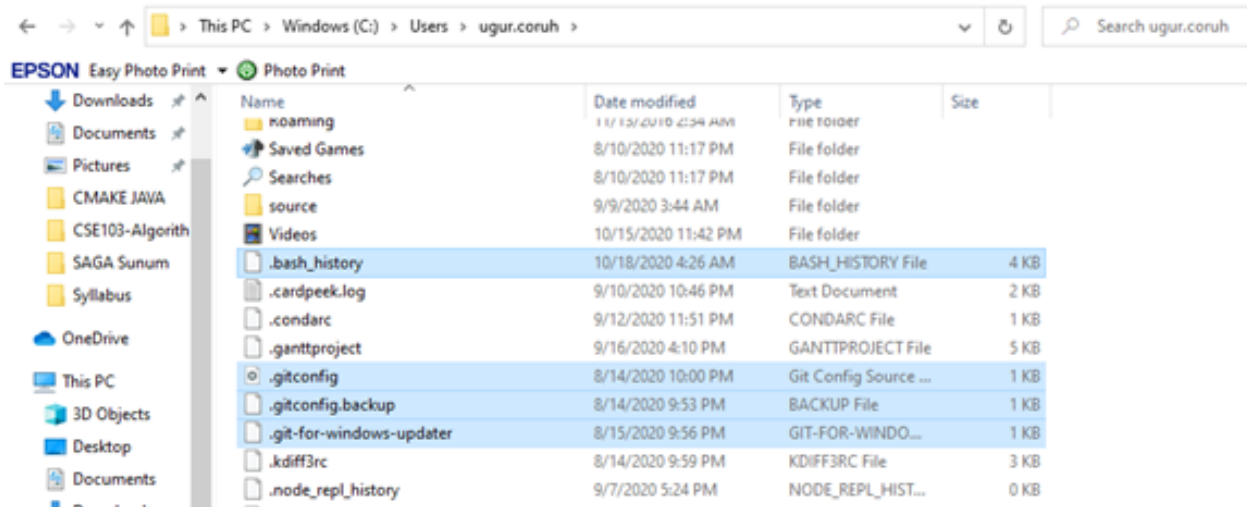 This PC > Windows (C:) > Users > ugur.coruh > Search ugur.coruh
EPSON Easy Photo Print Photo Print
Downloads
Documents
Pictures
CMAKE JAVA
CSE103-Algorith
SAGA Sunum
Syllabus
OneDrive
This PC
3D Objects
Desktop
Documents
Name Date modified Type Size
Roaming 11/13/2016 2:54 AM File folder
Saved Games 8/10/2020 11:17 PM File folder
Searches 8/10/2020 11:17 PM File folder
source 9/9/2020 3:44 AM File folder
Videos 10/15/2020 11:42 PM File folder
.bash_history 10/18/2020 4:26 AM BASH_HISTORY File 4 KB
.cardpeek.log 9/10/2020 10:46 PM Text Document 2 KB
.condarc 9/12/2020 11:51 PM CONDARC File 1 KB
.ganttproject 9/16/2020 4:10 PM GANTTPROJECT File 5 KB
.gitconfig 8/14/2020 10:00 PM Git Config Source ... 1 KB
.gitconfig.backup 8/14/2020 9:53 PM BACKUP File 1 KB
.git-for-windows-updater 8/15/2020 9:56 PM GIT-FOR-WINDO... 1 KB
.kdiff3rc 8/14/2020 9:59 PM KDIFF3RC File 3 KB
.node_repl_history 9/7/2020 5:24 PM NODE_REPL_HIST... 0 KB